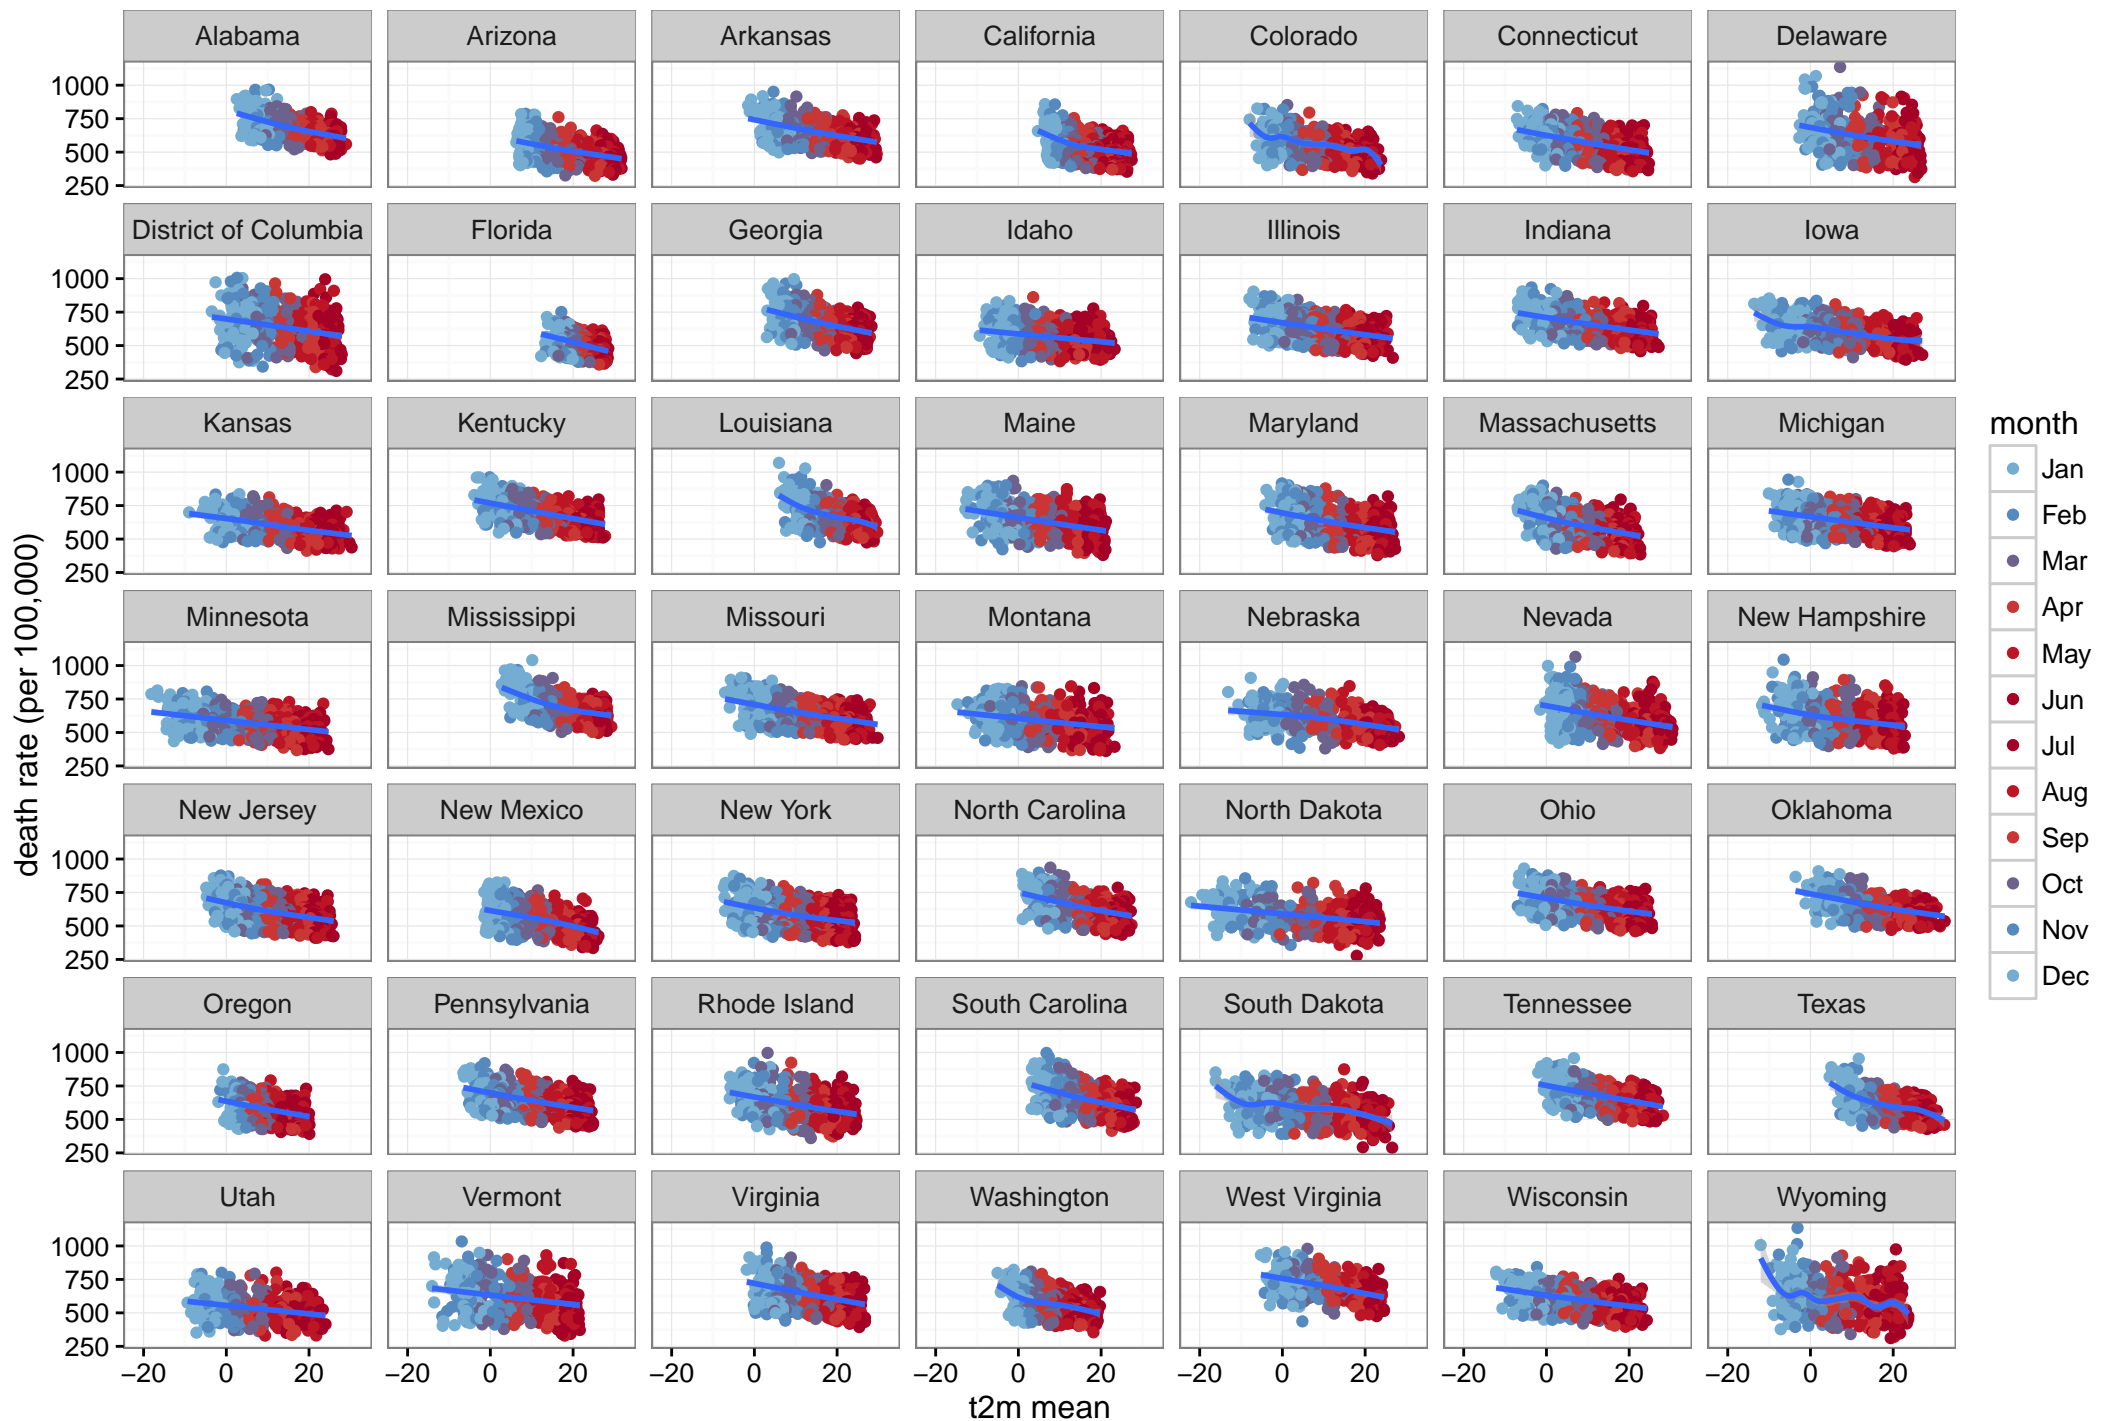 Alabama Arizona Arkansas California Colorado Connecticut Delaware
1000
750
500
250
District of Columbia Florida Georgia Idaho Illinois Indiana Iowa
1000
750
500
250
Kansas Kentucky Louisiana Maine Maryland Massachusetts Michigan
1000
750
500
250
Minnesota Mississippi Missouri Montana Nebraska Nevada New Hampshire
1000
750
500
250
New Jersey New Mexico New York North Carolina North Dakota Ohio Oklahoma
1000
750
500
250
Oregon Pennsylvania Rhode Island South Carolina South Dakota Tennessee Texas
1000
750
500
250
Utah Vermont Virginia Washington West Virginia Wisconsin Wyoming
1000
750
500
250
−20 0 20 −20 0 20 −20 0 20 −20 0 20 −20 0 20 −20 0 20 −20 0 20
t2m mean
death rate (per 100,000)
month
Jan
Feb
Mar
Apr
May
Jun
Jul
Aug
Sep
Oct
Nov
Dec